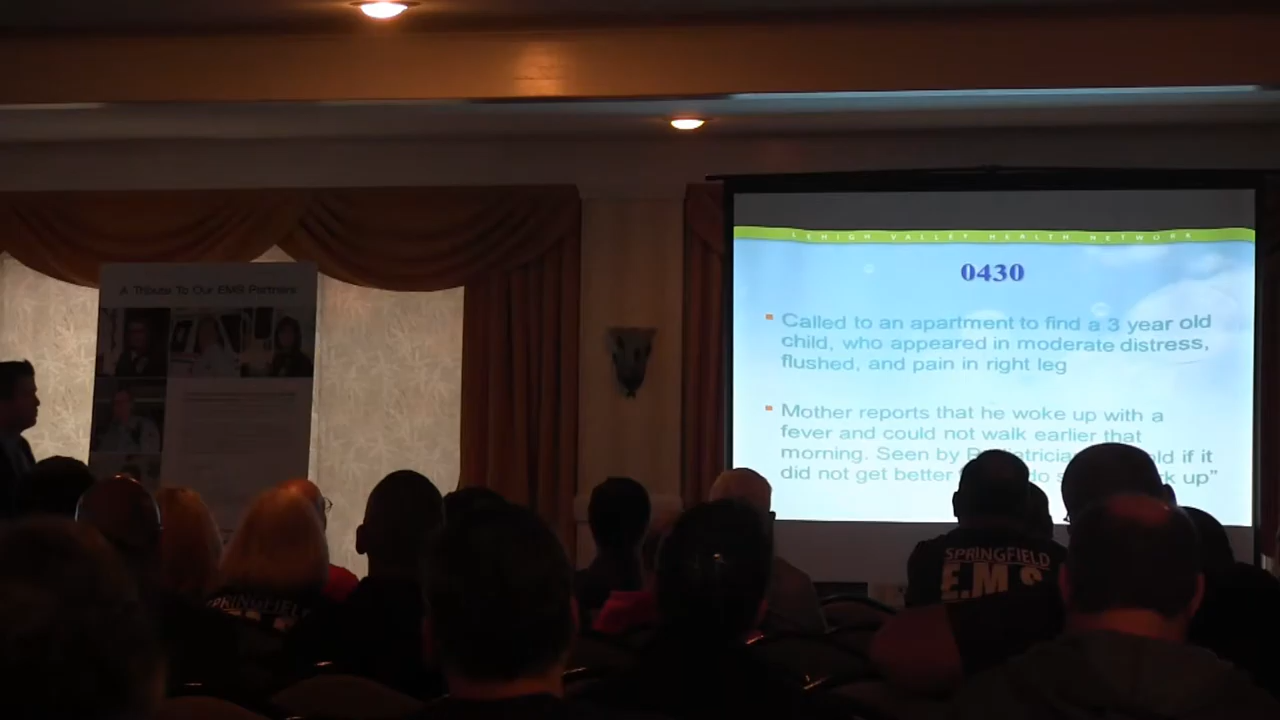 A Tribute To Our EMS Partners
LEHIGH VALLEY HEALTH NETWORK
0430
Called to an apartment to find a 3 year old
child, who appeared in moderate distress,
flushed, and pain in right leg
Mother reports that he woke up with a
fever and could not walk earlier that
morning. Seen by if it
did not get better up”
SPRINGFIELD
E.M.S
SPRINGFIELD